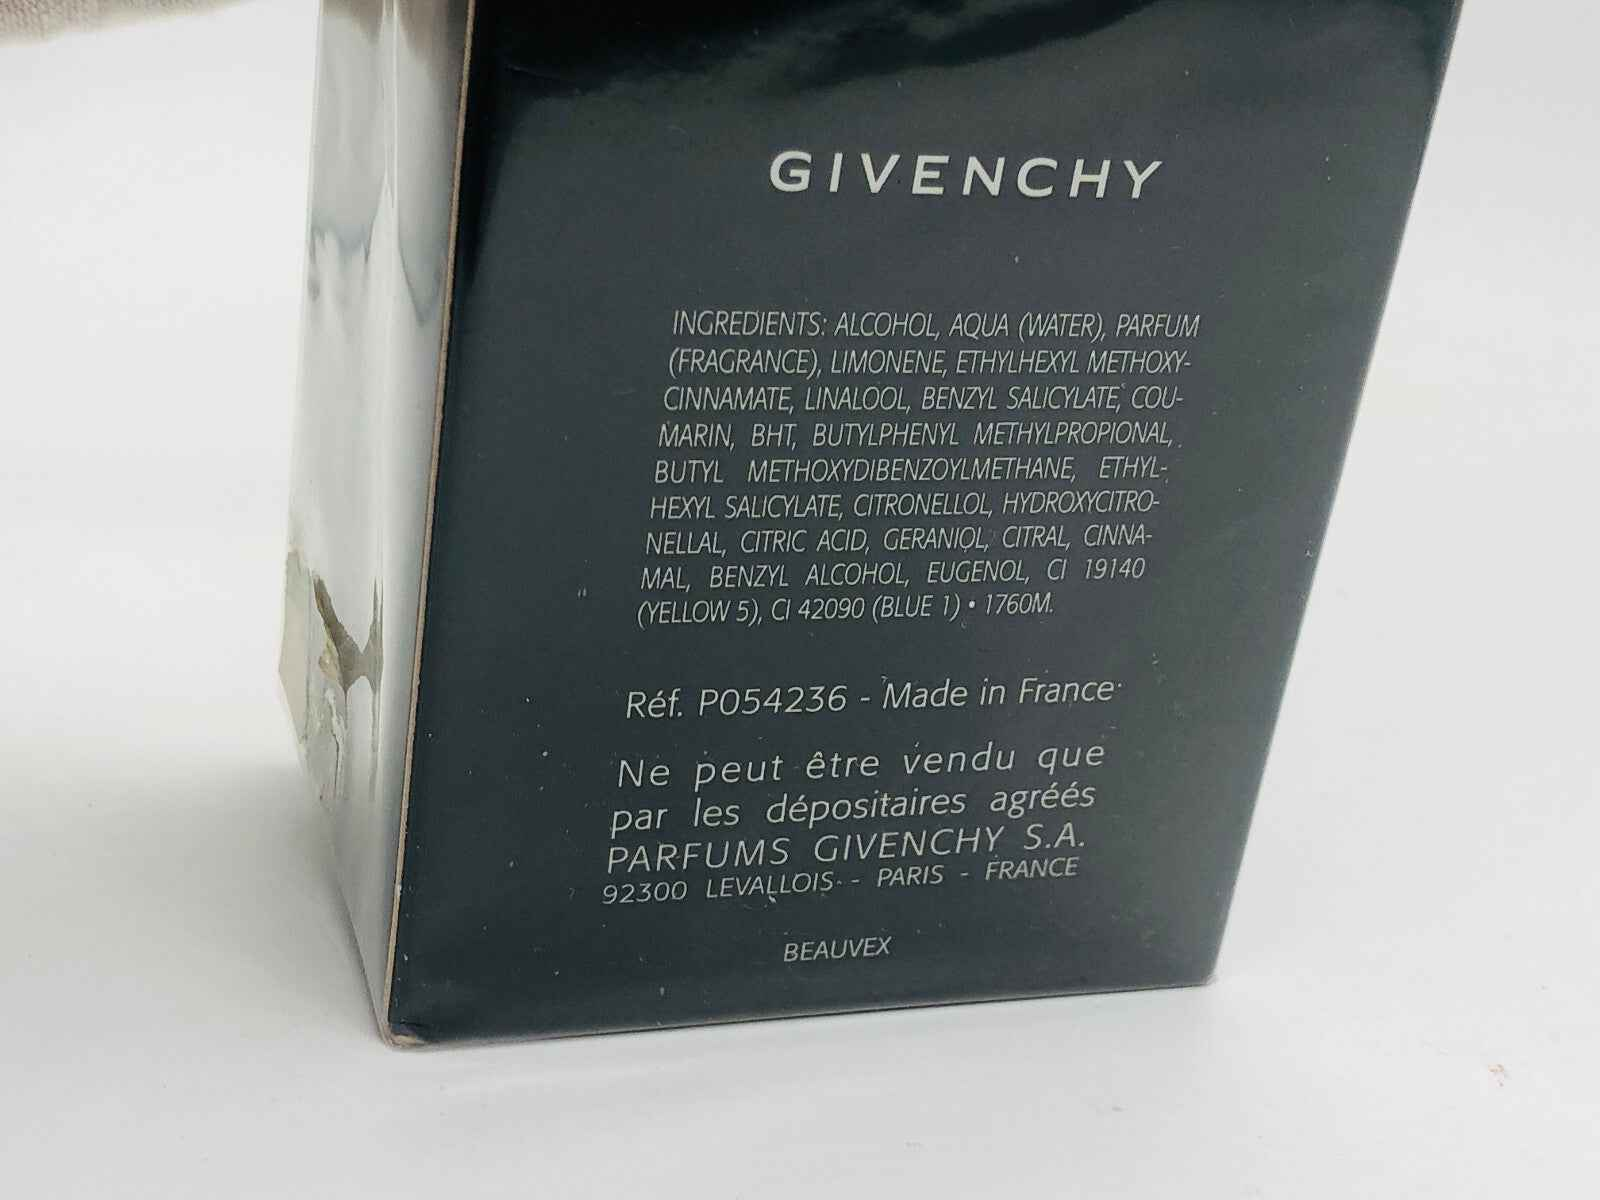 GIVENCHY
INGREDIENTS: ALCOHOL, AQUA (WATER), PARFUM
(FRAGRANCE), LIMONENE, ETHYLHEXYL METHOXY-
CINNAMATE, LINALOOL, BENZYL SALICYLATE, COU-
MARIN, BHT, BUTYLPHENYL METHYLPROPIONAL,
BUTYL METHOXYDIBENZOYLMETHANE, ETHYL-
HEXYL SALICYLATE, CITRONELLOL, HYDROXYCITRO-
NELLAL, CITRIC ACID, GERANIOL, CITRAL, CINNA-
MAL, BENZYL ALCOHOL, EUGENOL, CI 19140
(YELLOW 5), CI 42090 (BLUE 1) • 1760M.
Réf. P054236 - Made in France
Ne peut être vendu que
par les dépositaires agréés
PARFUMS GIVENCHY S.A.
92300 LEVALLOIS - PARIS - FRANCE
BEAUVEX